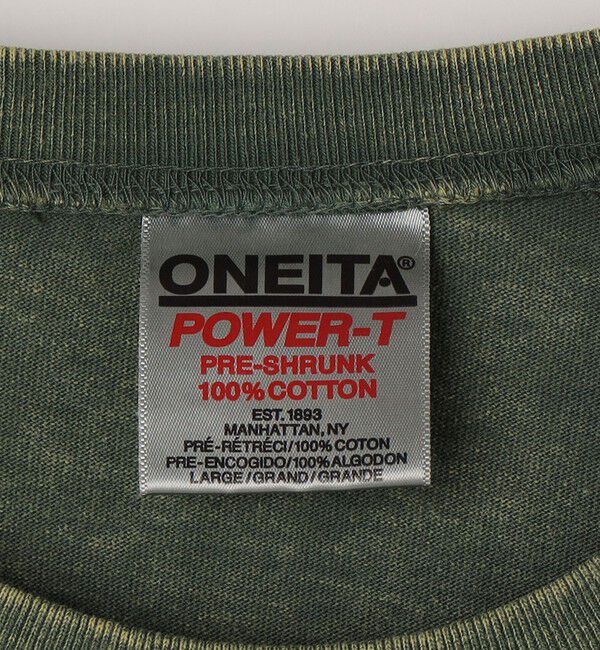 ONEITA®
POWER-T
PRE-SHRUNK
100% COTTON
EST. 1893
MANHATTAN, NY
PRÉ-RÉTRÉCI/100% COTON
PRE-ENCOGIDO/100% ALGODON
LARGE/GRAND/GRANDE